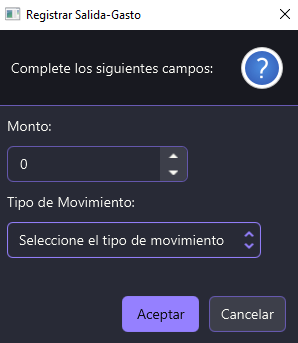 Registrar Salida-Gasto
Complete los siguientes campos:
?
Monto:
0
Tipo de Movimiento:
Seleccione el tipo de movimiento
Aceptar Cancelar